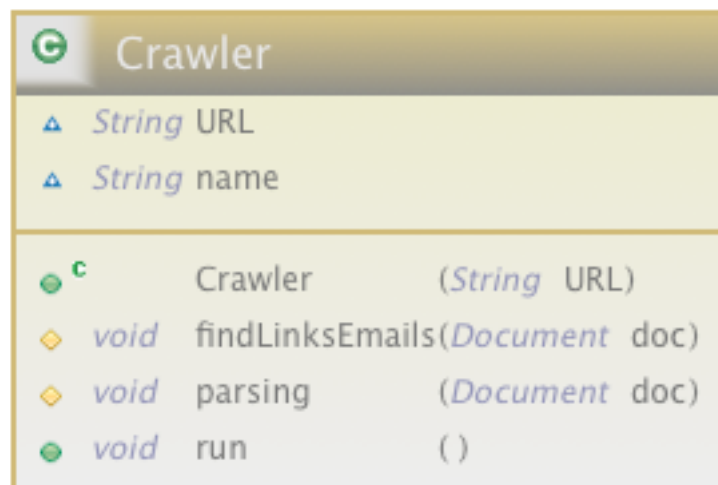 C Crawler
String URL
String name
C Crawler (String URL)
void findLinksEmails(Document doc)
void parsing (Document doc)
void run ()